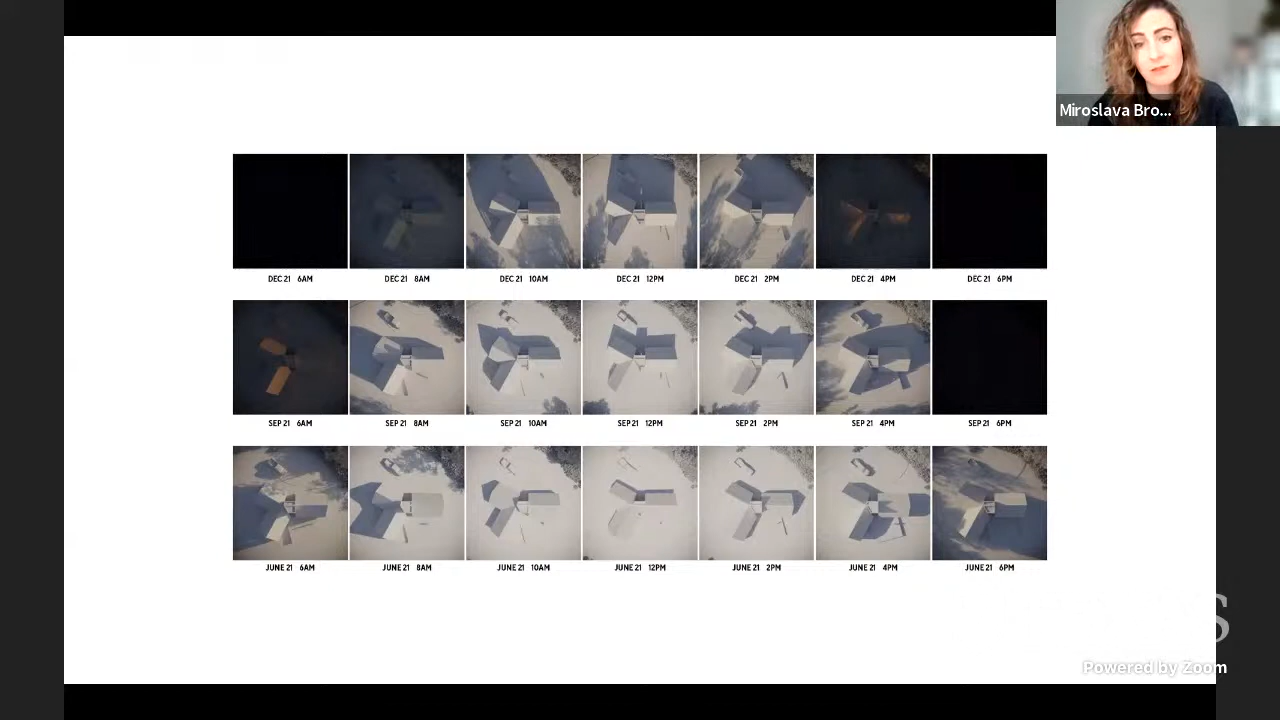 Miroslava Bro...
DEC 21 6AM
DEC 21 8AM
DEC 21 10AM
DEC 21 12PM
DEC 21 2PM
DEC 21 4PM
DEC 21 6PM
SEP 21 6AM
SEP 21 8AM
SEP 21 10AM
SEP 21 12PM
SEP 21 2PM
SEP 21 4PM
SEP 21 6PM
JUNE 21 6AM
JUNE 21 8AM
JUNE 21 10AM
JUNE 21 12PM
JUNE 21 2PM
JUNE 21 4PM
JUNE 21 6PM
S
Powered by Zoom